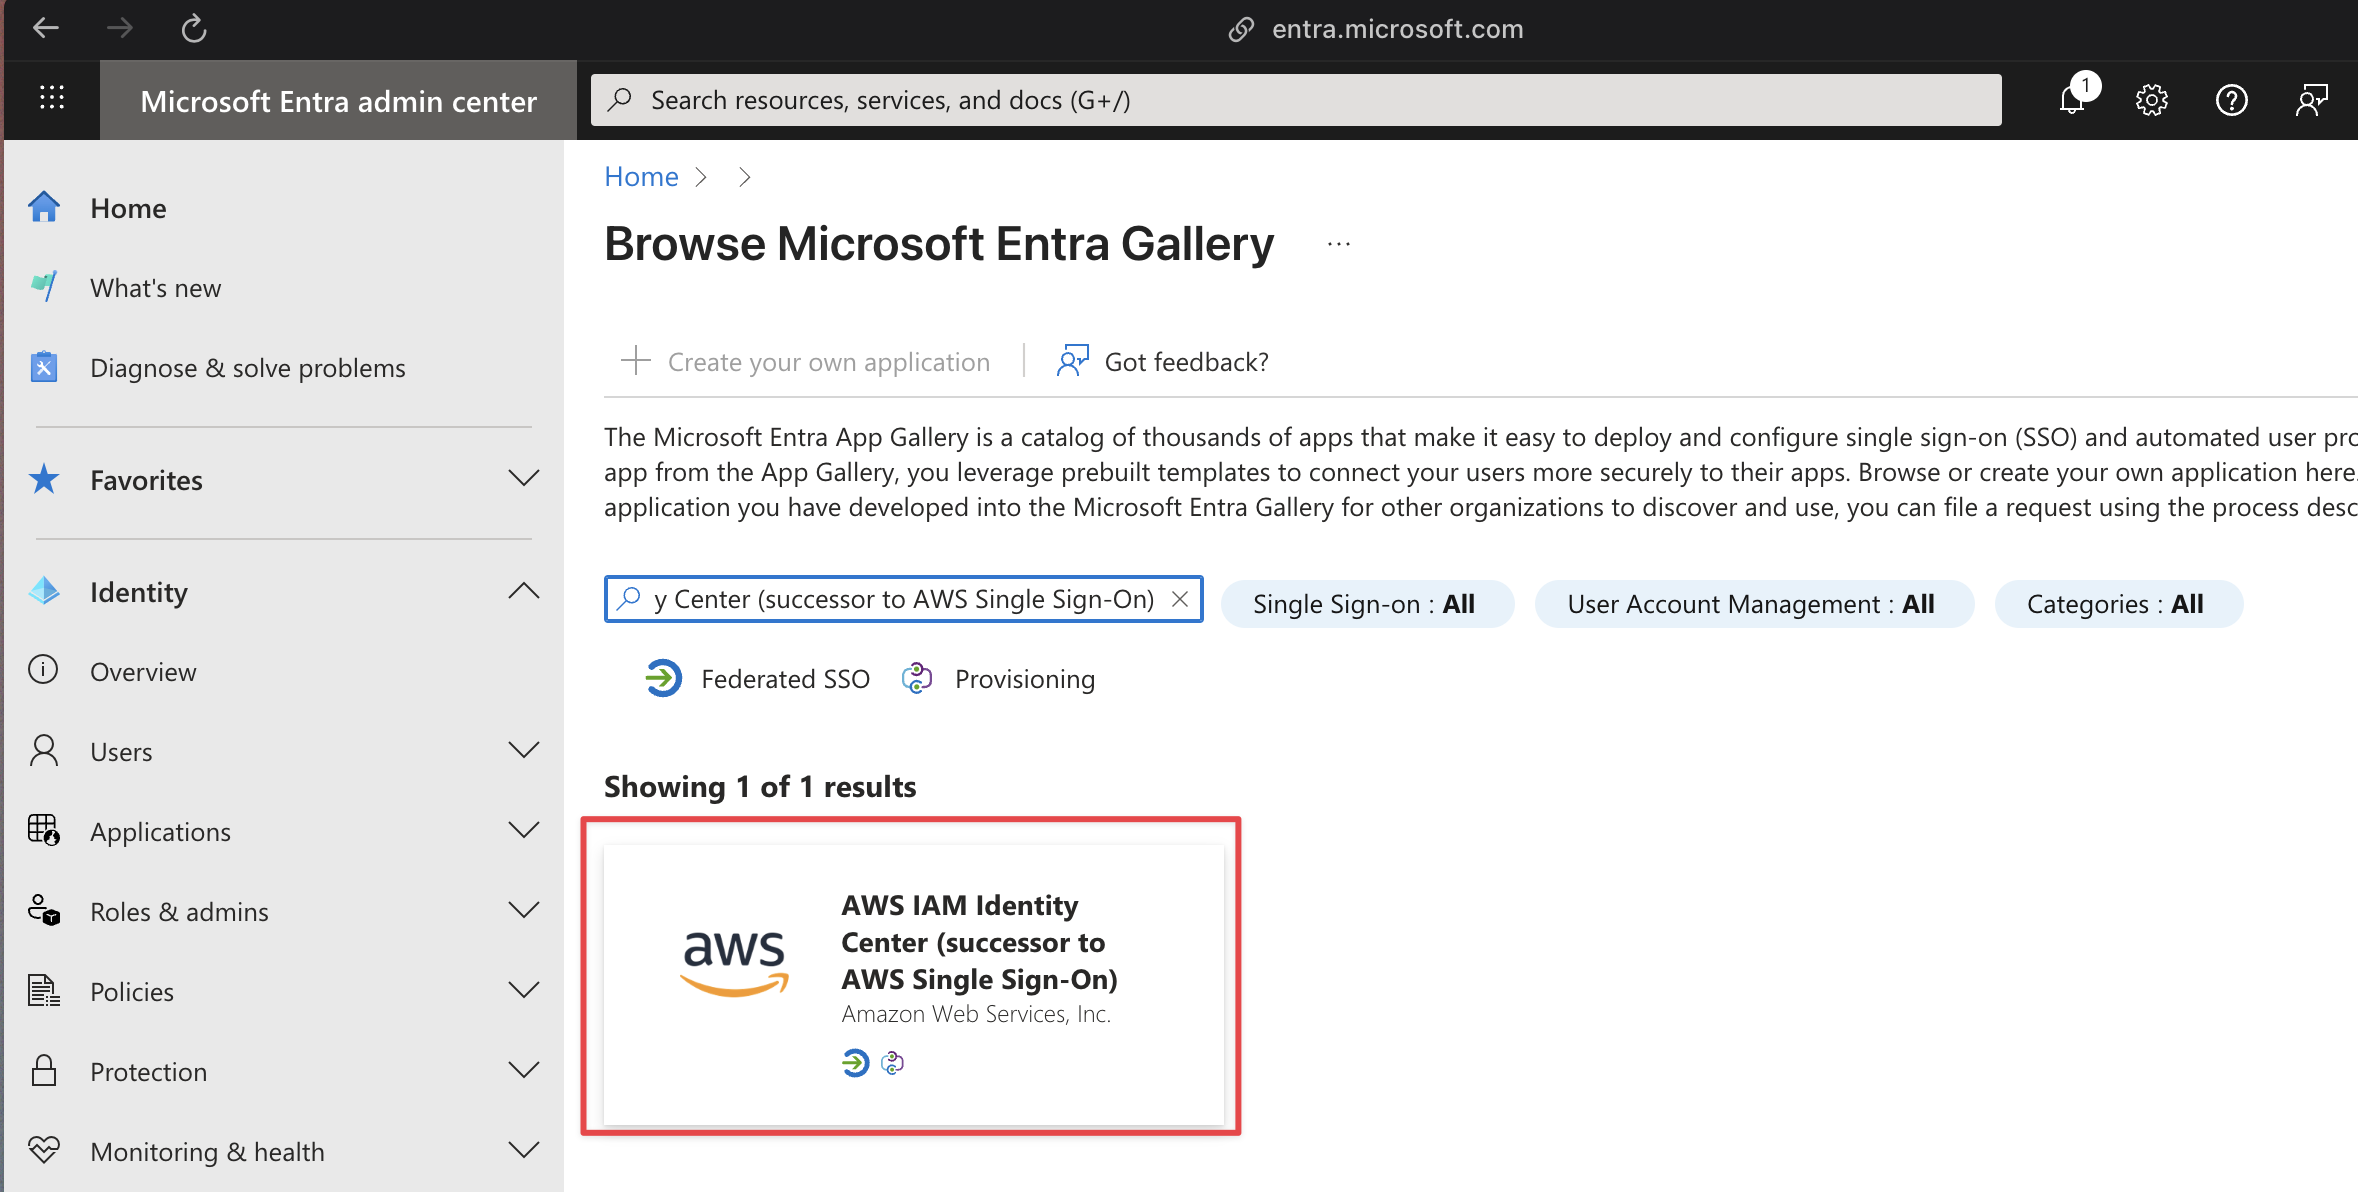 entra.microsoft.com
Microsoft Entra admin center
Search resources, services, and docs (G+/)
1
Home
What's new
Diagnose & solve problems
Favorites
Identity
Overview
Users
Applications
Roles & admins
Policies
Protection
Monitoring & health
Home
Browse Microsoft Entra Gallery
Create your own application
Got feedback?
The Microsoft Entra App Gallery is a catalog of thousands of apps that make it easy to deploy and configure single sign-on (SSO) and automated user pro
app from the App Gallery, you leverage prebuilt templates to connect your users more securely to their apps. Browse or create your own application here.
application you have developed into the Microsoft Entra Gallery for other organizations to discover and use, you can file a request using the process desc
y Center (successor to AWS Single Sign-On)
Single Sign-on : All
User Account Management : All
Categories : All
Federated SSO
Provisioning
Showing 1 of 1 results
aws
AWS IAM Identity
Center (successor to
AWS Single Sign-On)
Amazon Web Services, Inc.